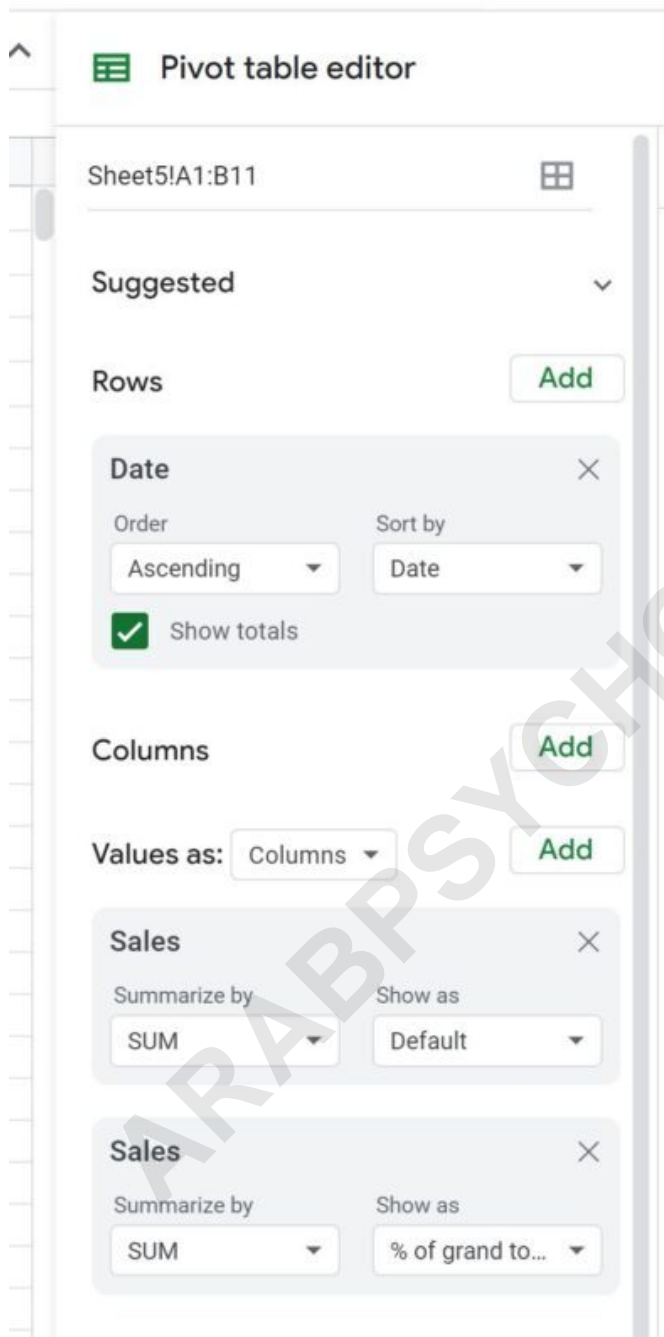 Pivot table editor
Sheet5!A1:B11
Suggested
Rows Add
Date
Order Sort by
Ascending Date
Show totals
Columns Add
Values as: Columns Add
Sales
Summarize by Show as
SUM Default
Sales
Summarize by Show as
SUM % of grand to...